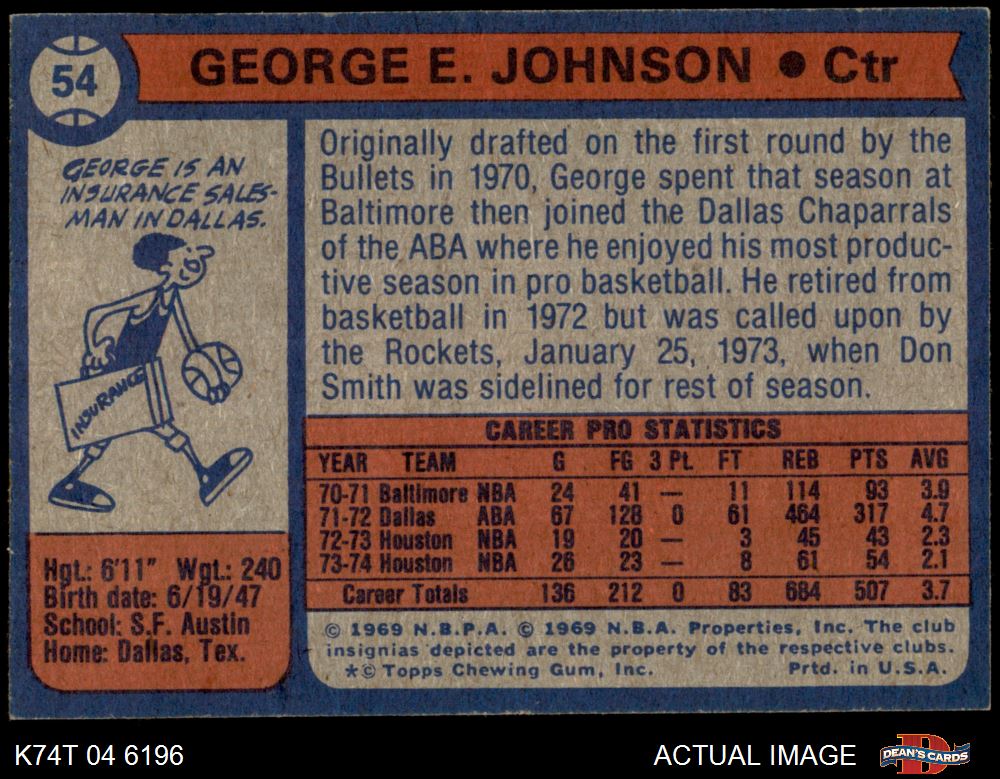 54
GEORGE E. JOHNSON ● Ctr
GEORGE IS AN
INSURANCE SALES-
MAN IN DALLAS.
INSURANCE
Hgt.: 6'11" Wgt.: 240
Birth date: 6/19/47
School: S.F. Austin
Home: Dallas, Tex.
Originally drafted on the first round by the
Bullets in 1970, George spent that season at
Baltimore then joined the Dallas Chaparrals
of the ABA where he enjoyed his most produc-
tive season in pro basketball. He retired from
basketball in 1972 but was called upon by
the Rockets, January 25, 1973, when Don
Smith was sidelined for rest of season.
CAREER PRO STATISTICS
YEAR TEAM G FG 3 Pt. FT REB PTS AVG
70-71 Baltimore NBA 24 41 — 11 114 93 3.9
71-72 Dallas ABA 67 128 0 61 464 317 4.7
72-73 Houston NBA 19 20 — 3 45 43 2.3
73-74 Houston NBA 26 23 — 8 61 54 2.1
Career Totals 136 212 0 83 684 507 3.7
© 1969 N.B.P.A. © 1969 N.B.A. Properties, Inc. The club
insignias depicted are the property of the respective clubs.
*© Topps Chewing Gum, Inc. Prtd. in U.S.A.
K74T 04 6196
ACTUAL IMAGE
DEAN'S CARDS